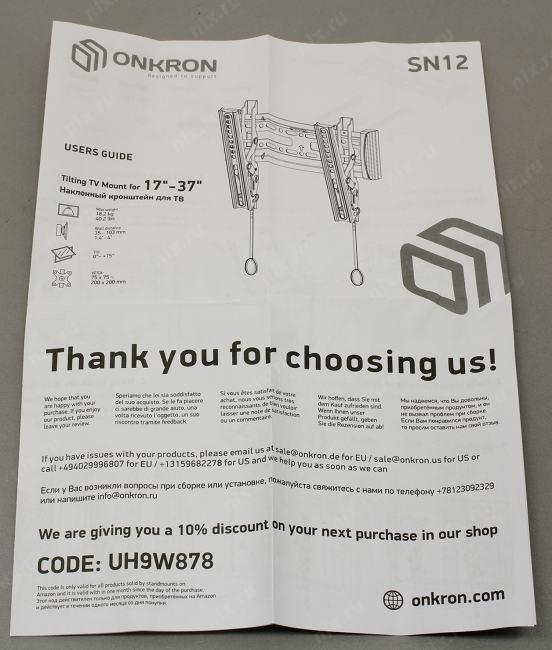 ONKRON
Designed to support
SN12
USERS GUIDE
Tilting TV Mount for 17"-37"
Наклонный кронштейн для ТВ
Max weight
18.2 kg
40.2 lbs
Wall distance
35 - 103 mm
1.4"- 4"
Tilt
0°- +15°
VESA
75 x 75 -
200 x 200 mm
Thank you for choosing us!
We hope that you
are happy with your
purchase. If you enjoy
our product, please
leave your review.
Speriamo che lei sia soddisfatto
del suo acquisto. Se le fa piacere
ci sarebbe di grande aiuto, una
volta ricevuto l'oggetto, un suo
riscontro tramite feedback.
Si vous êtes satisfait de votre
achat, nous vous serions très
reconnaissants de bien vouloir
laisser une note de satisfaction
ou un commentaire.
Wir hoffen, dass Sie mit
dem Kauf zufrieden sind.
Wenn Ihnen unser
Produkt gefällt, geben
Sie die Rezension auf ab!
Мы надеемся, что Вы довольны,
приобретённым продуктом, и он
не вызвал проблем при сборке.
Если Вам понравился продукт,
то просим оставить нам свой отзыв.
If you have issues with your products, please email us at sale@onkron.de for EU / sale@onkron.us for US or
call +494029996807 for EU / +13159682278 for US and we help you as soon as we can
Если у Вас возникли вопросы при сборке или установке, пожалуйста свяжитесь с нами по телефону +78123092329
или напишите info@onkron.ru
We are giving you a 10% discount on your next purchase in our shop
CODE: UH9W878
This code is only valid for all products sold by standmounts on
Amazon and it is valid with in one month since the day of the purchase.
Этот код действителен только для продуктов, приобретённых на Amazon
и действует в течении одного месяца со дня покупки.
onkron.com